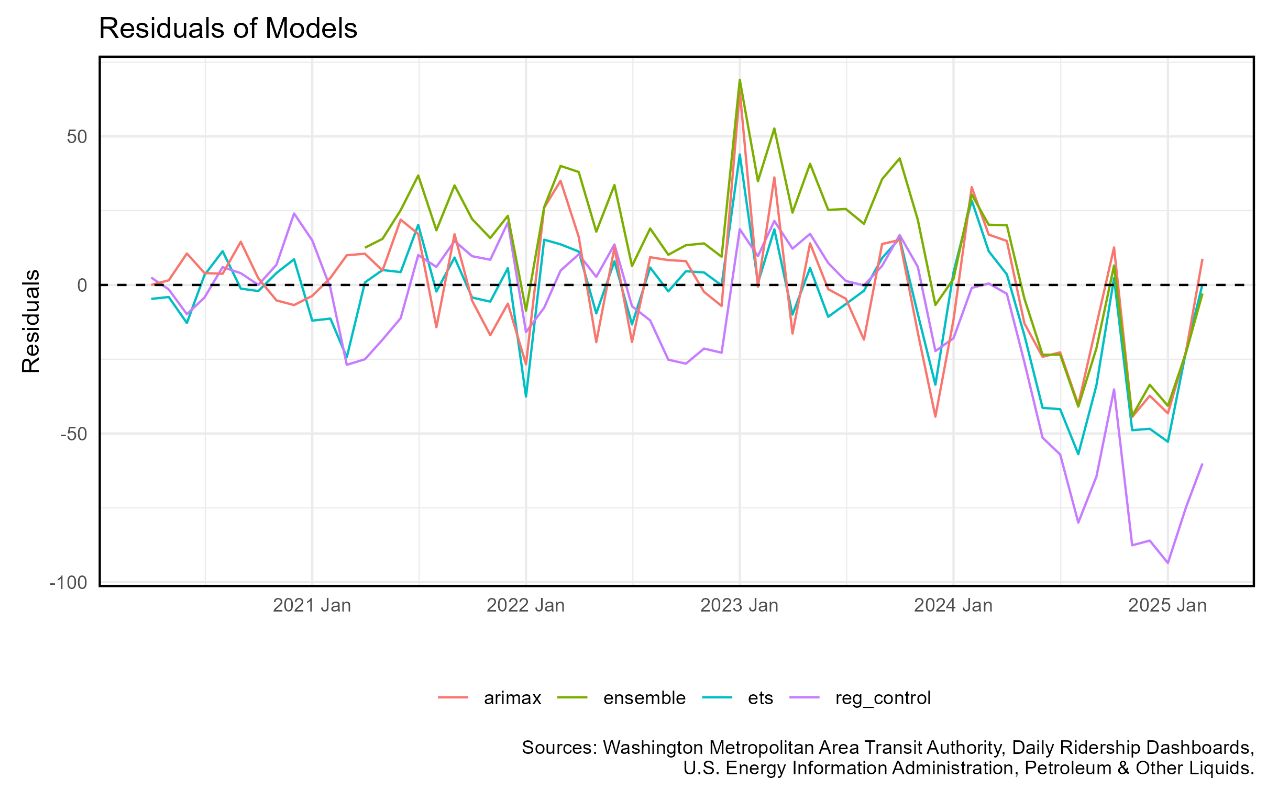 Residuals of Models
Residuals
50
0
-50
-100
2021 Jan
2022 Jan
2023 Jan
2024 Jan
2025 Jan
arimax
ensemble
ets
reg_control
Sources: Washington Metropolitan Area Transit Authority, Daily Ridership Dashboards,
U.S. Energy Information Administration, Petroleum & Other Liquids.